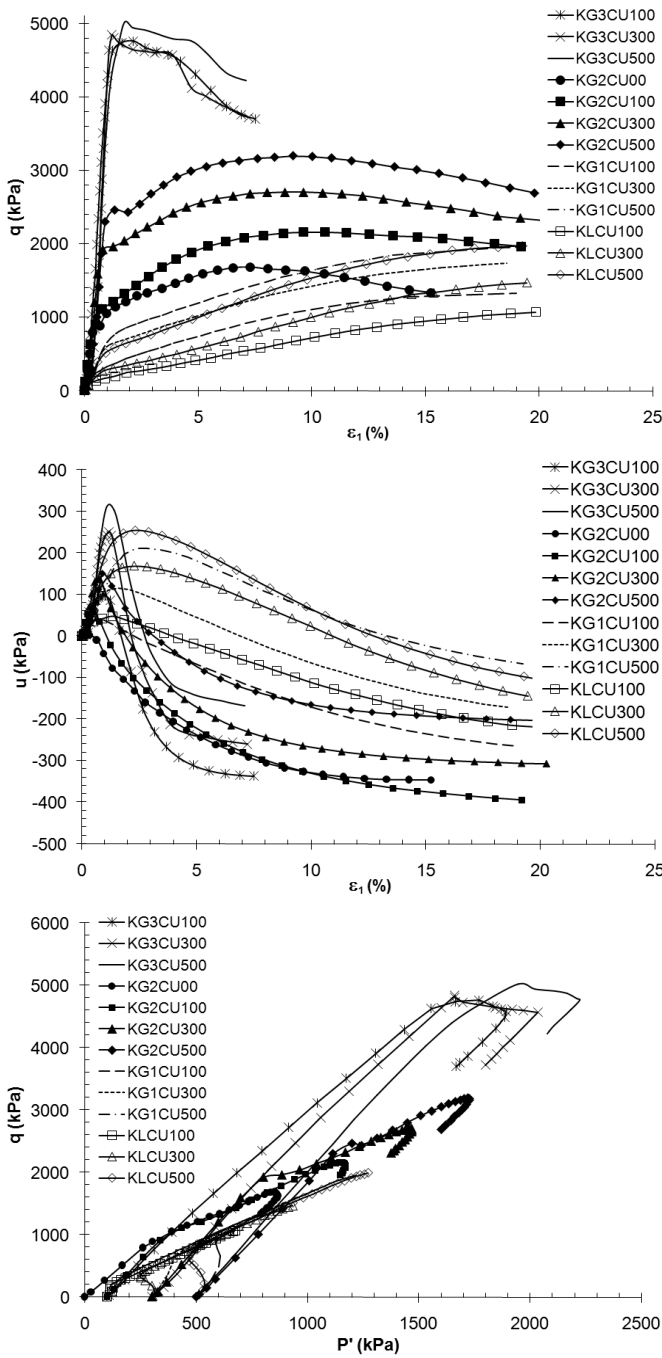 5000
4000
3000
2000
1000
0
q (kPa)
0
5
10
15
20
25
ε1 (%)
KG3CU100
KG3CU300
KG3CU500
KG2CU00
KG2CU100
KG2CU300
KG2CU500
KG1CU100
KG1CU300
KG1CU500
KLCU100
KLCU300
KLCU500
400
300
200
100
0
-100
-200
-300
-400
-500
u (kPa)
0
5
10
15
20
25
ε1 (%)
KG3CU100
KG3CU300
KG3CU500
KG2CU00
KG2CU100
KG2CU300
KG2CU500
KG1CU100
KG1CU300
KG1CU500
KLCU100
KLCU300
KLCU500
6000
5000
4000
3000
2000
1000
0
q (kPa)
KG3CU100
KG3CU300
KG3CU500
KG2CU00
KG2CU100
KG2CU300
KG2CU500
KG1CU100
KG1CU300
KG1CU500
KLCU100
KLCU300
KLCU500
0
500
1000
1500
2000
2500
P' (kPa)